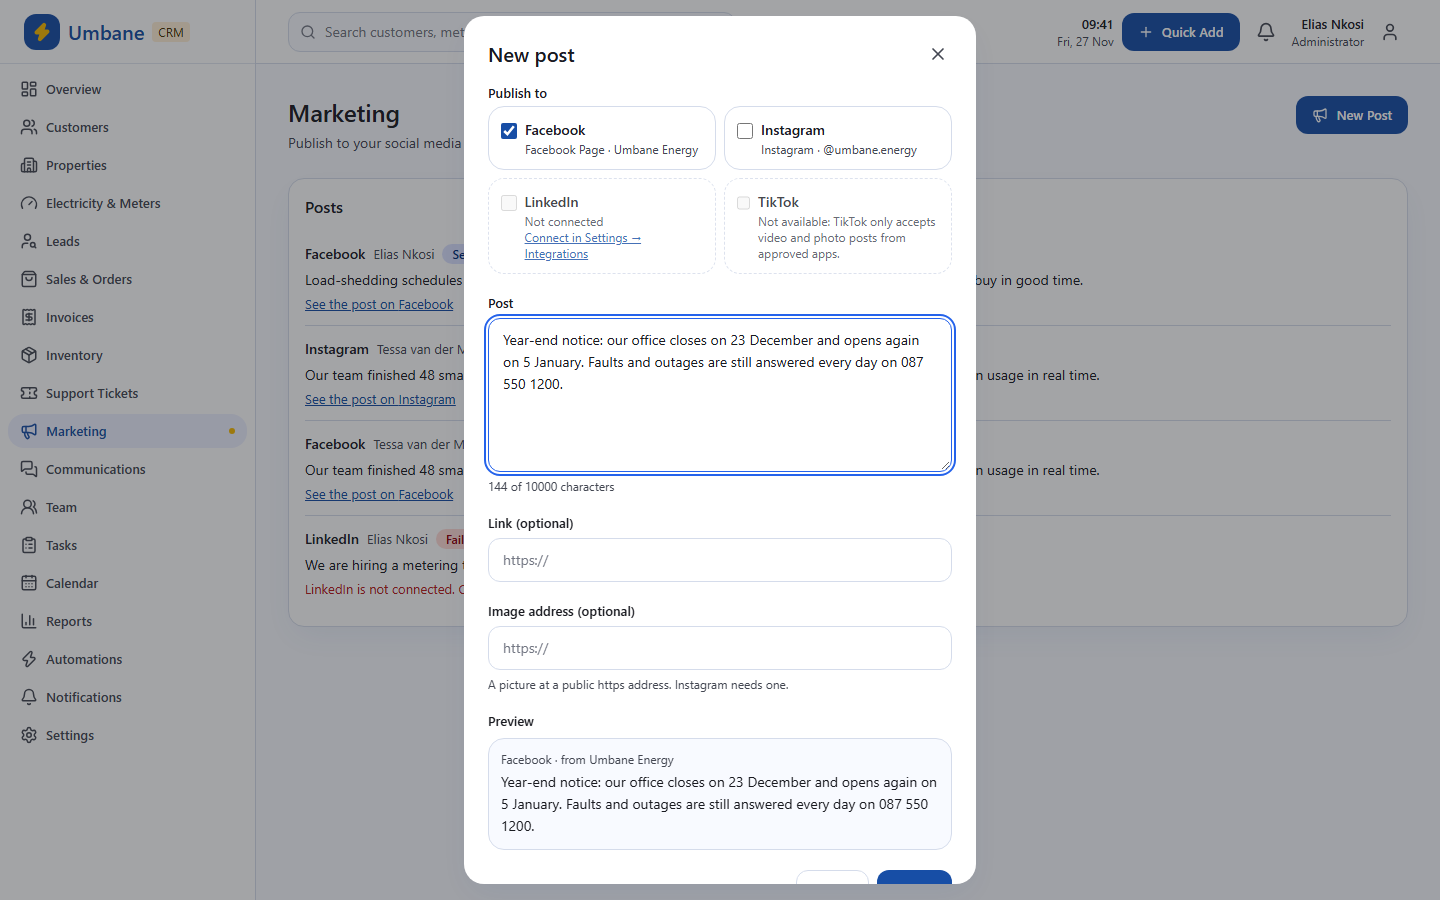 Umbane CRM
Search customers, met
09:41
Fri, 27 Nov
Quick Add
Elias Nkosi
Administrator
Overview
Customers
Properties
Electricity & Meters
Leads
Sales & Orders
Invoices
Inventory
Support Tickets
Marketing
Communications
Team
Tasks
Calendar
Reports
Automations
Notifications
Settings
Marketing
Publish to your social media
New Post
Posts
Facebook Elias Nkosi
Load-shedding schedules buy in good time.
See the post on Facebook
Instagram Tessa van der
Our team finished 48 usage in real time.
See the post on Instagram
Facebook Tessa van der
Our team finished 48 usage in real time.
See the post on Facebook
LinkedIn Elias Nkosi
We are hiring a metering
LinkedIn is not connected.
New post
Publish to
Facebook
Facebook Page · Umbane Energy
Instagram
Instagram · @umbane.energy
LinkedIn
Not connected
Connect in Settings →
Integrations
TikTok
Not available: TikTok only accepts
video and photo posts from
approved apps.
Post
Year-end notice: our office closes on 23 December and opens again
on 5 January. Faults and outages are still answered every day on 087
550 1200.
144 of 10000 characters
Link (optional)
https://
Image address (optional)
https://
A picture at a public https address. Instagram needs one.
Preview
Facebook · from Umbane Energy
Year-end notice: our office closes on 23 December and opens again on
5 January. Faults and outages are still answered every day on 087 550
1200.